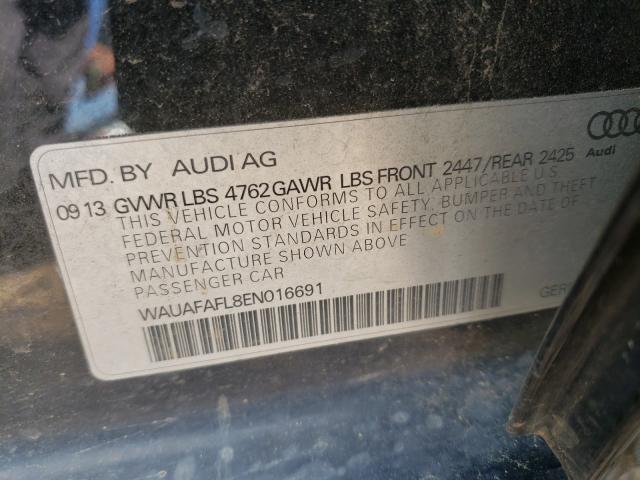 MFD. BY AUDI AG
09 13 GVWR LBS 4762 GAWR LBS FRONT 2447/REAR 2425
Audi
THIS VEHICLE CONFORMS TO ALL APPLICABLE U.S.
FEDERAL MOTOR VEHICLE SAFETY, BUMPER AND THEFT
PREVENTION STANDARDS IN EFFECT ON THE DATE OF
MANUFACTURE SHOWN ABOVE
PASSENGER CAR
WAUAFAFL8EN016691